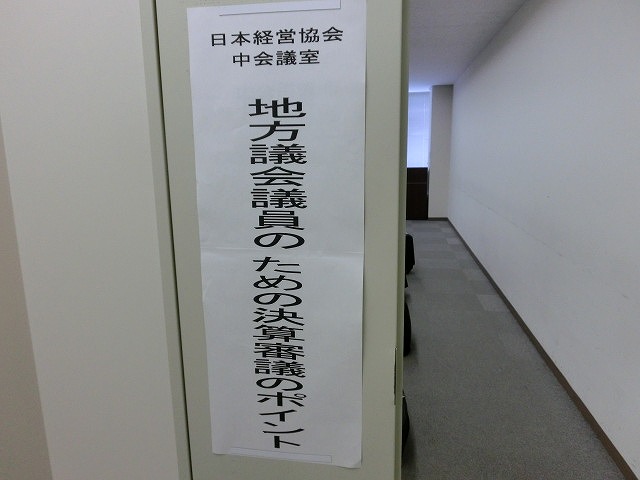 日本経営協会
中会議室
地方議会議員のための決算審議のポイント